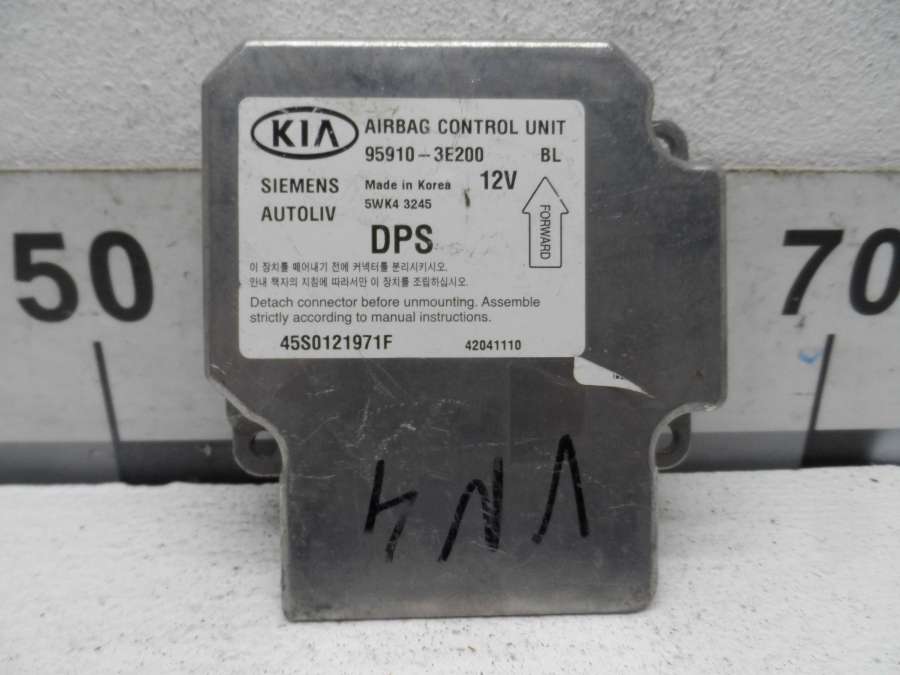 KIA AIRBAG CONTROL UNIT
95910-3E200 BL
SIEMENS Made in Korea 12V
AUTOLIV 5WK4 3245
FORWARD
DPS
이 장치를 떼어내기 전에 커넥터를 분리시키시오.
안내 책자의 지침에 따라서만 이 장치를 조립하십시오.
Detach connector before unmounting. Assemble
strictly according to manual instructions.
45S0121971F 42041110
50 70